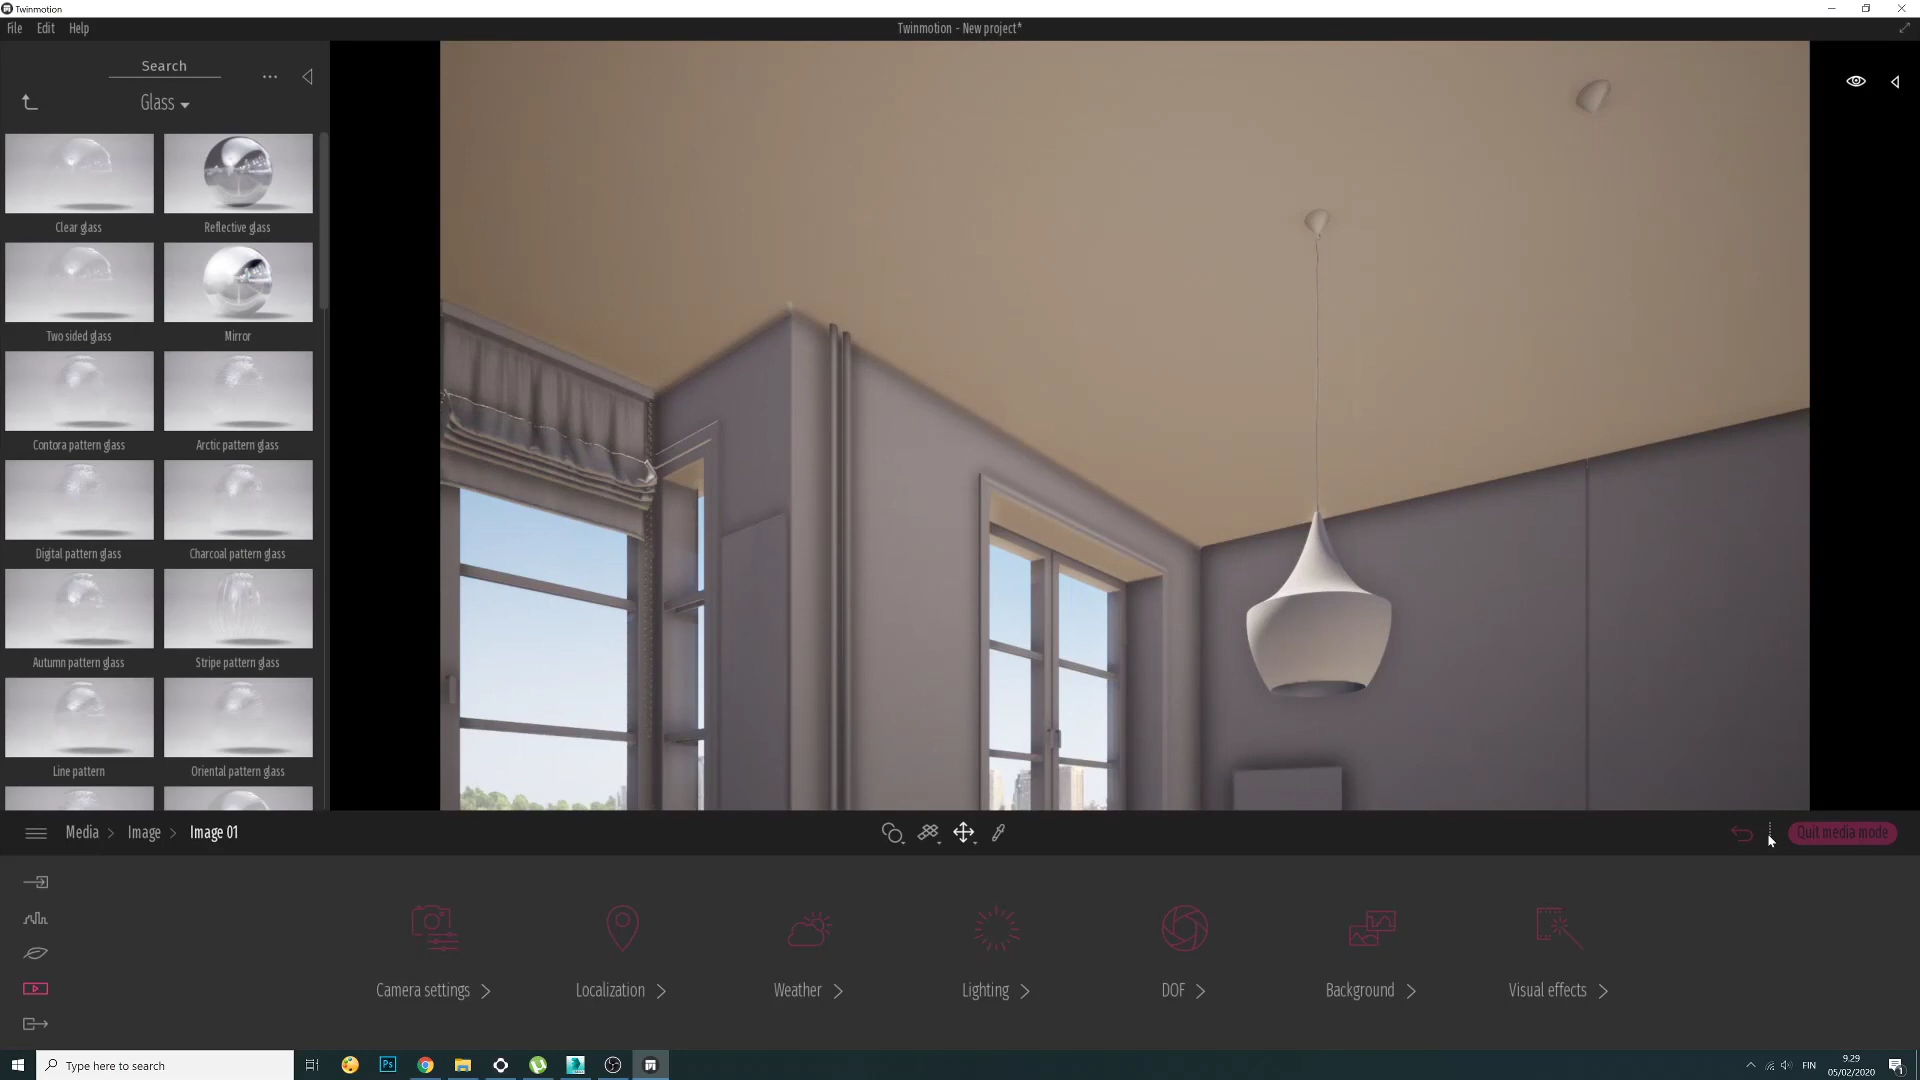 Twinmotion
File Edit Help
Twinmotion - New project*
Search
...
Glass
Clear glass
Reflective glass
Two sided glass
Mirror
Contora pattern glass
Arctic pattern glass
Digital pattern glass
Charcoal pattern glass
Autumn pattern glass
Stripe pattern glass
Line pattern
Oriental pattern glass
Media > Image > Image 01
Quit media mode
Camera settings >
Localization >
Weather >
Lighting >
DOF >
Background >
Visual effects >
Type here to search
Ps
FIN
9.29
05/02/2020
1